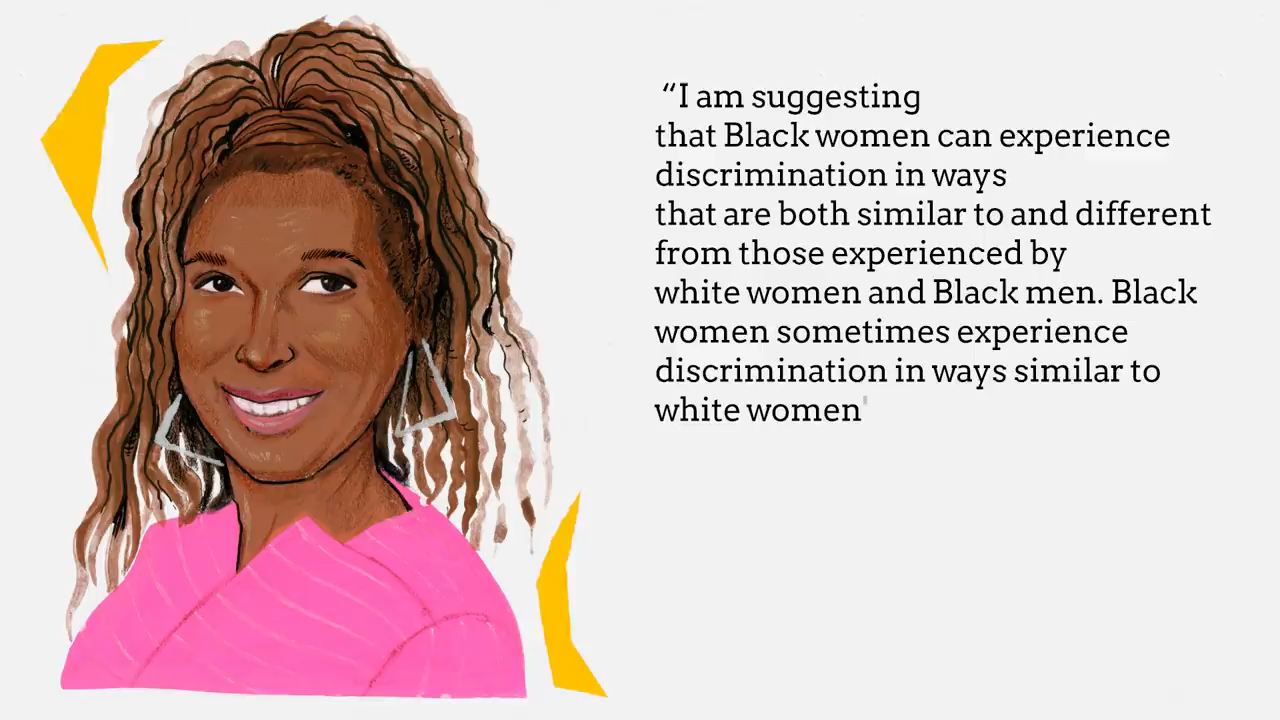 “I am suggesting
that Black women can experience
discrimination in ways
that are both similar to and different
from those experienced by
white women and Black men. Black
women sometimes experience
discrimination in ways similar to
white women'